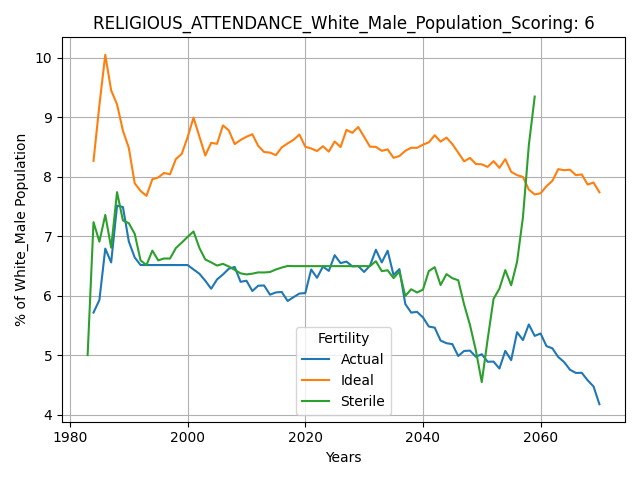 RELIGIOUS_ATTENDANCE_White_Male_Population_Scoring: 6
% of White_Male Population
10
9
8
7
6
5
4
Fertility
Actual
Ideal
Sterile
1980 2000 2020 2040 2060
Years